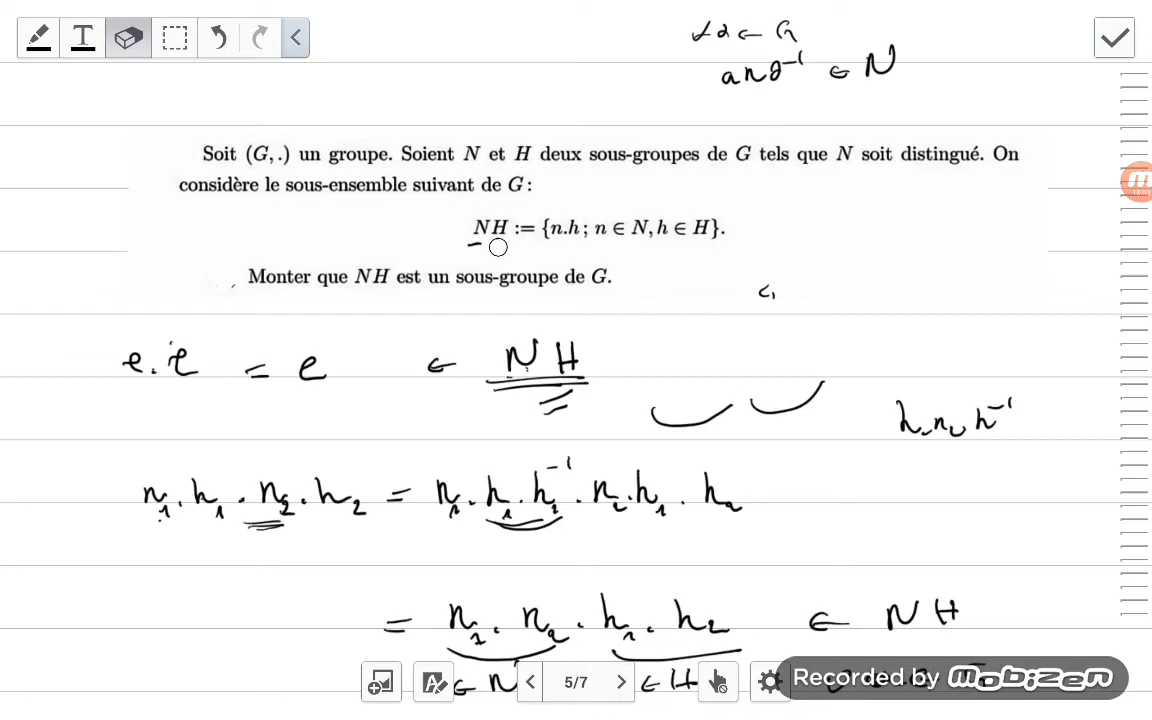 ∀ a ∈ G
a n a⁻¹ ∈ N
Soit (G,.) un groupe. Soient N et H deux sous-groupes de G tels que N soit distingué. On
considère le sous-ensemble suivant de G :
NH := {n.h ; n ∈ N, h ∈ H}.
Monter que NH est un sous-groupe de G.
e.e = e ∈ NH
h.n₂ h⁻¹
n₁.h₁.n₂.h₂ = n₁.h₁.h₁⁻¹.n₂.h₁.h₂
= n₁.n₂.h₁.h₂ ∈ NH
∈ N ∈ H
5/7
Recorded by mobizen